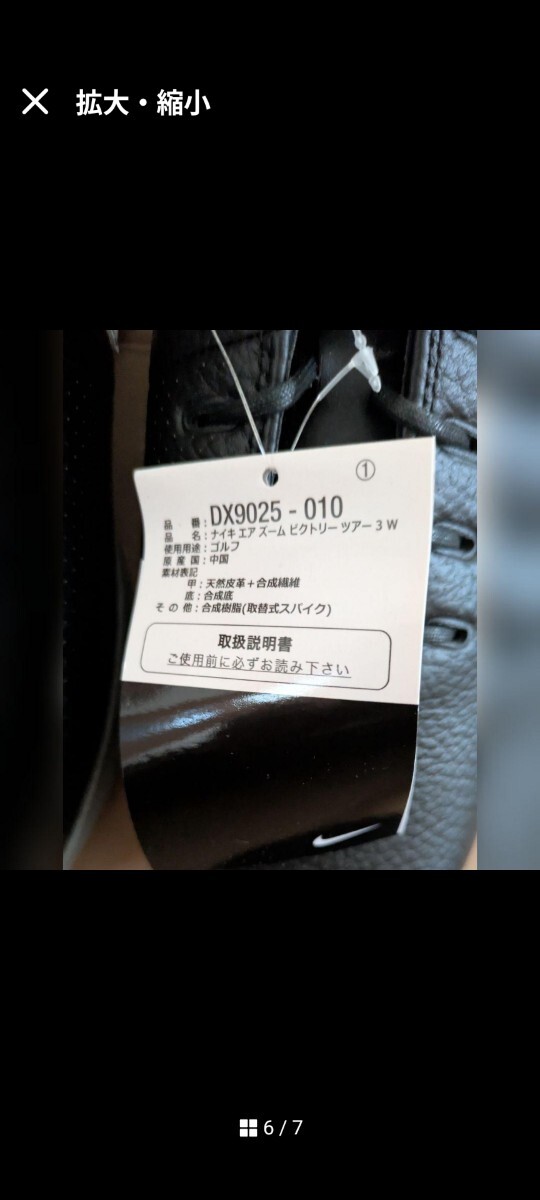 拡大・縮小
①
品 番:DX9025 - 010
品 名:ナイキ エア ズーム ビクトリー ツアー 3 W
使用用途:ゴルフ
原 産 国:中国
素材表記
甲:天然皮革+合成繊維
底:合成底
そ の 他:合成樹脂(取替式スパイク)
取扱説明書
ご使用前に必ずお読み下さい
6 / 7